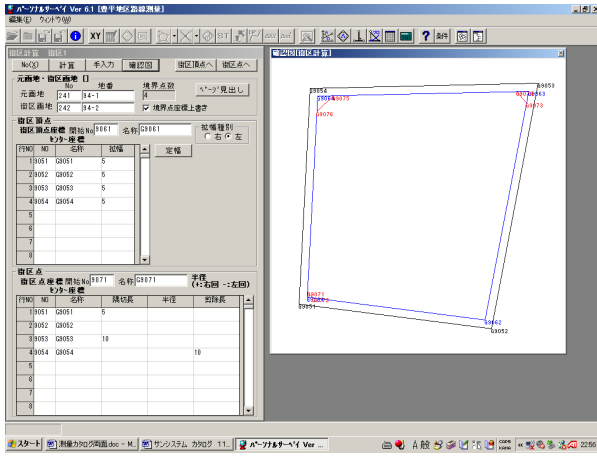 パーソナルサーベイ Ver 6.1 [豊平地区路線測量]
編集(E) ウィンドウ(W)
XY ST ? 条件
街区計算 街区1
No(X) 計算 手入力 確認図 街区頂点へ 街区点へ
元画地・街区画地 []
No 地番 境界点数
元画地 241 94-1 4 ページ見出し
街区画地 242 94-2 境界点座標上書き
街区頂点
街区頂点座標 開始No 9061 名称 G9061 拡幅種別
センター座標 右 左
行NO NO 名称 拡幅 定幅
1 9051 G9051 5
2 9052 G9052 5
3 9053 G9053 5
4 9054 G9054 5
5
6
7
8
街区点
街区点座標 開始No 9071 名称 G9071 半径
センター座標 (+:右回 -:左回)
行NO NO 名称 隅切長 半径 剪除長
1 9051 G9051 5
2 9052 G9052
3 9053 G9053 10
4 9054 G9054 10
5
6
7
8
確認図[街区計算]
G9053
G9054
G9075
G9063
G9073
G9076
G9071
G9051
G9062
G9052
スタート 測量カタログ両面.doc - M... サンシステム カタログ 11... パーソナルサーベイ Ver ... A 般 CAPS KANA 22:56